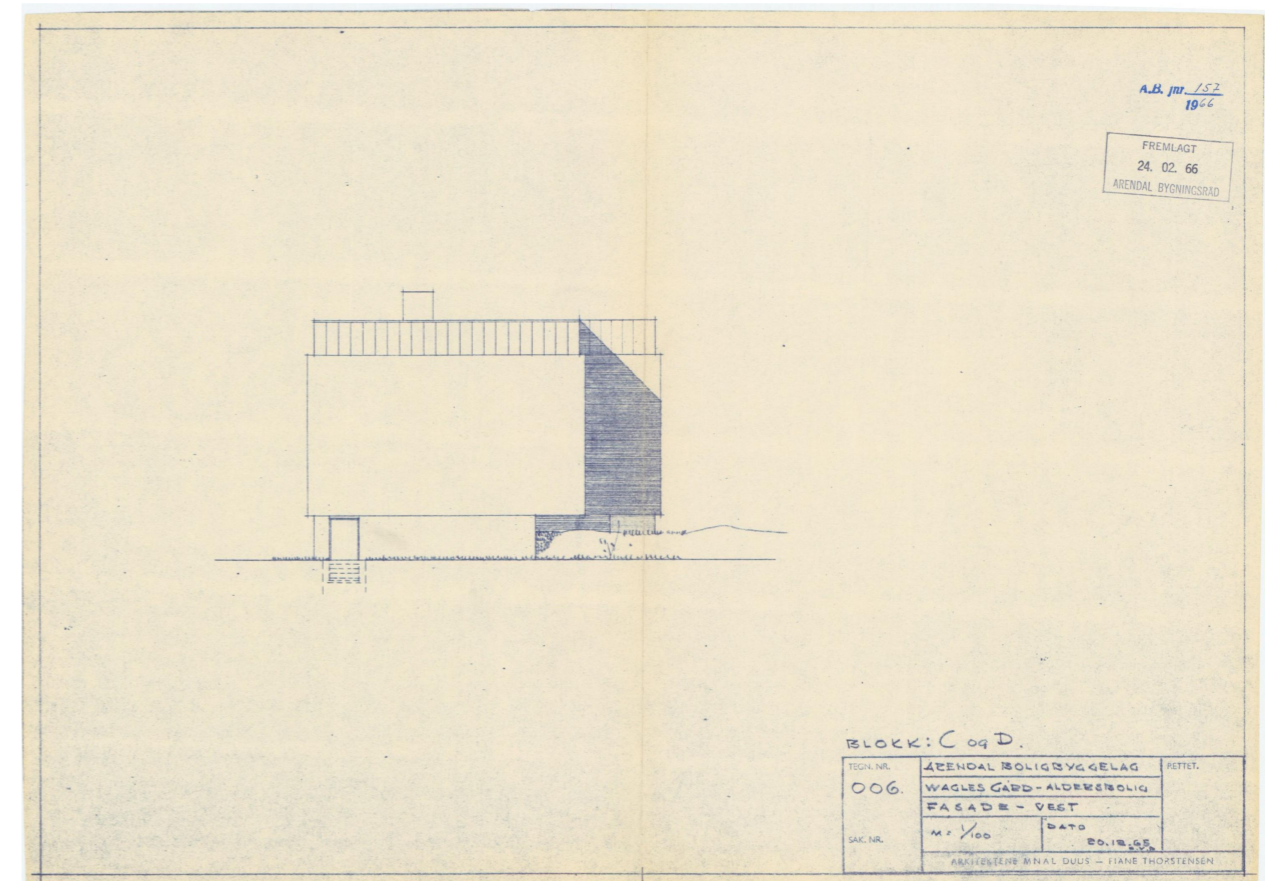 A.B. jnr. 157
1966
FREMLAGT
24. 02. 66
ARENDAL BYGNINGSRÅD
BLOKK: C og D.
TEGN. NR.
006.
SAK. NR.
ARENDAL BOLIGBYGGELAG
WAGLES GÅRD - ALDERSBOLIG
FASADE - VEST
M = 1/100
DATO
20.12.65
RETTET.
ARKITEKTENE MNAL DUUS — HANE THORSTENSEN